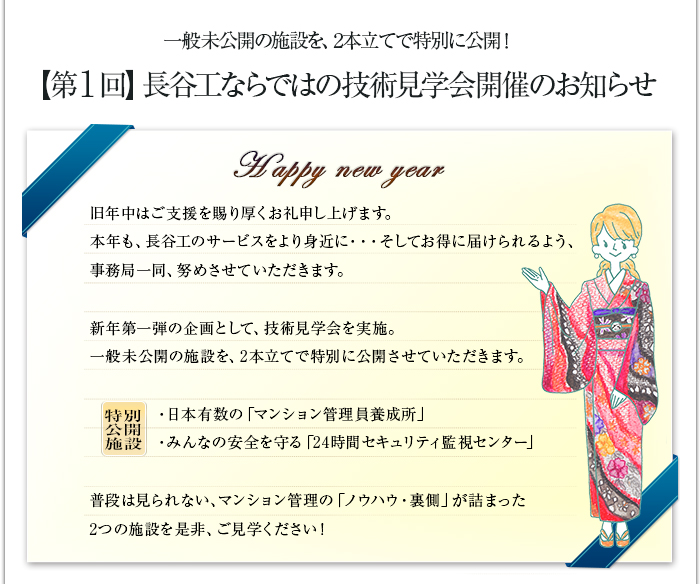 一般未公開の施設を、2本立てで特別に公開！
【第1回】長谷工ならではの技術見学会開催のお知らせ
Happy new year
旧年中はご支援を賜り厚くお礼申し上げます。
本年も、長谷工のサービスをより身近に・・・そしてお得に届けられるよう、
事務局一同、努めさせていただきます。
新年第一弾の企画として、技術見学会を実施。
一般未公開の施設を、2本立てで特別に公開させていただきます。
特別
公開
施設
・日本有数の「マンション管理員養成所」
・みんなの安全を守る「24時間セキュリティ監視センター」
普段は見られない、マンション管理の「ノウハウ・裏側」が詰まった
2つの施設を是非、ご見学ください！